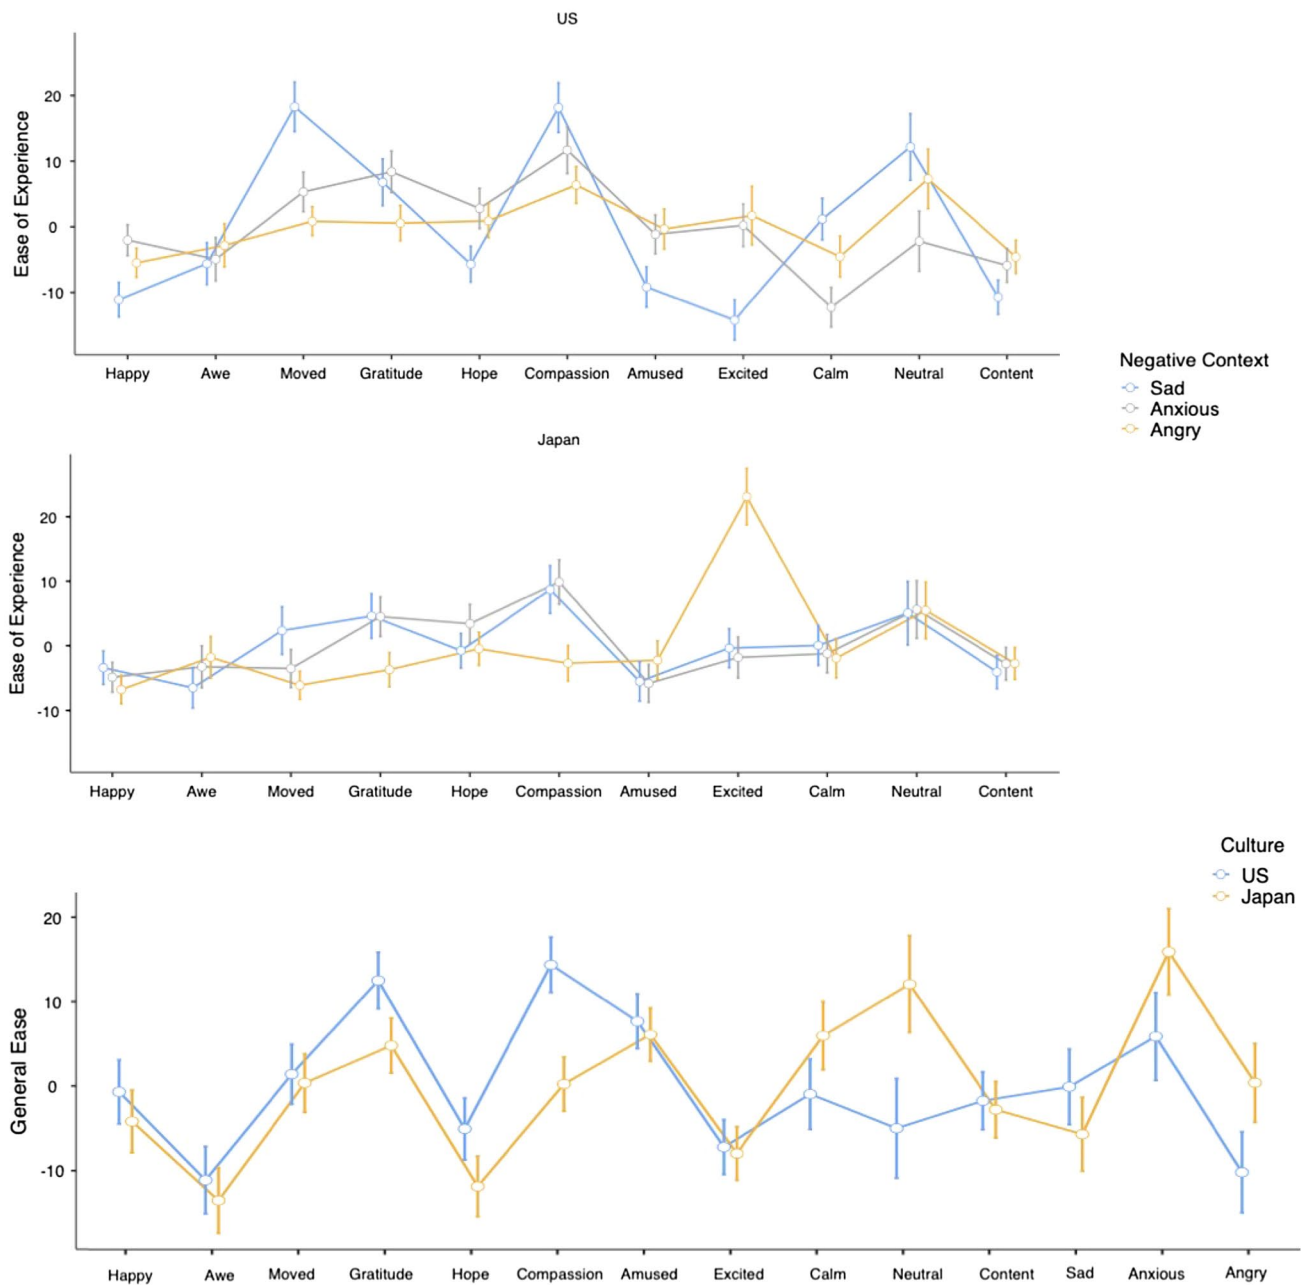 US
Ease of Experience
20
10
0
-10
Happy Awe Moved Gratitude Hope Compassion Amused Excited Calm Neutral Content
Negative Context
Sad
Anxious
Angry
Japan
Ease of Experience
20
10
0
-10
Happy Awe Moved Gratitude Hope Compassion Amused Excited Calm Neutral Content
Culture
US
Japan
General Ease
20
10
0
-10
Happy Awe Moved Gratitude Hope Compassion Amused Excited Calm Neutral Content Sad Anxious Angry